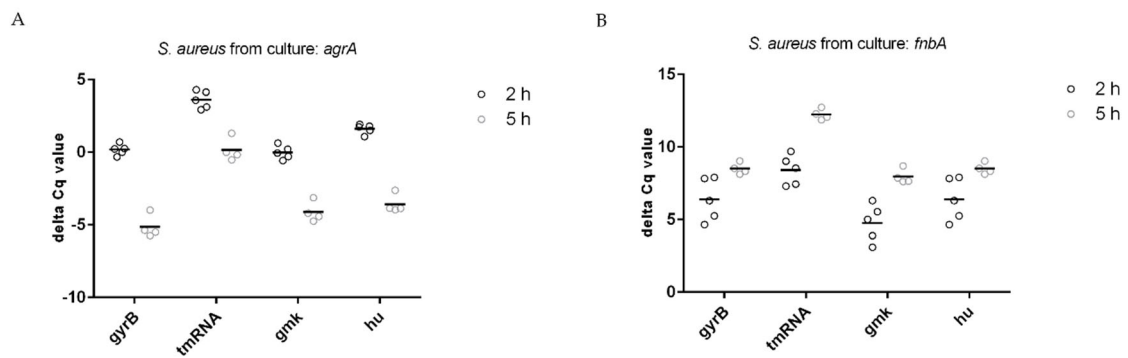 A
S. aureus from culture: agrA
delta Cq value
5
0
-5
-10
gyrB
tmRNA
gmk
hu
2 h
5 h
B
S. aureus from culture: fnbA
delta Cq value
15
10
5
0
gyrB
tmRNA
gmk
hu
2 h
5 h